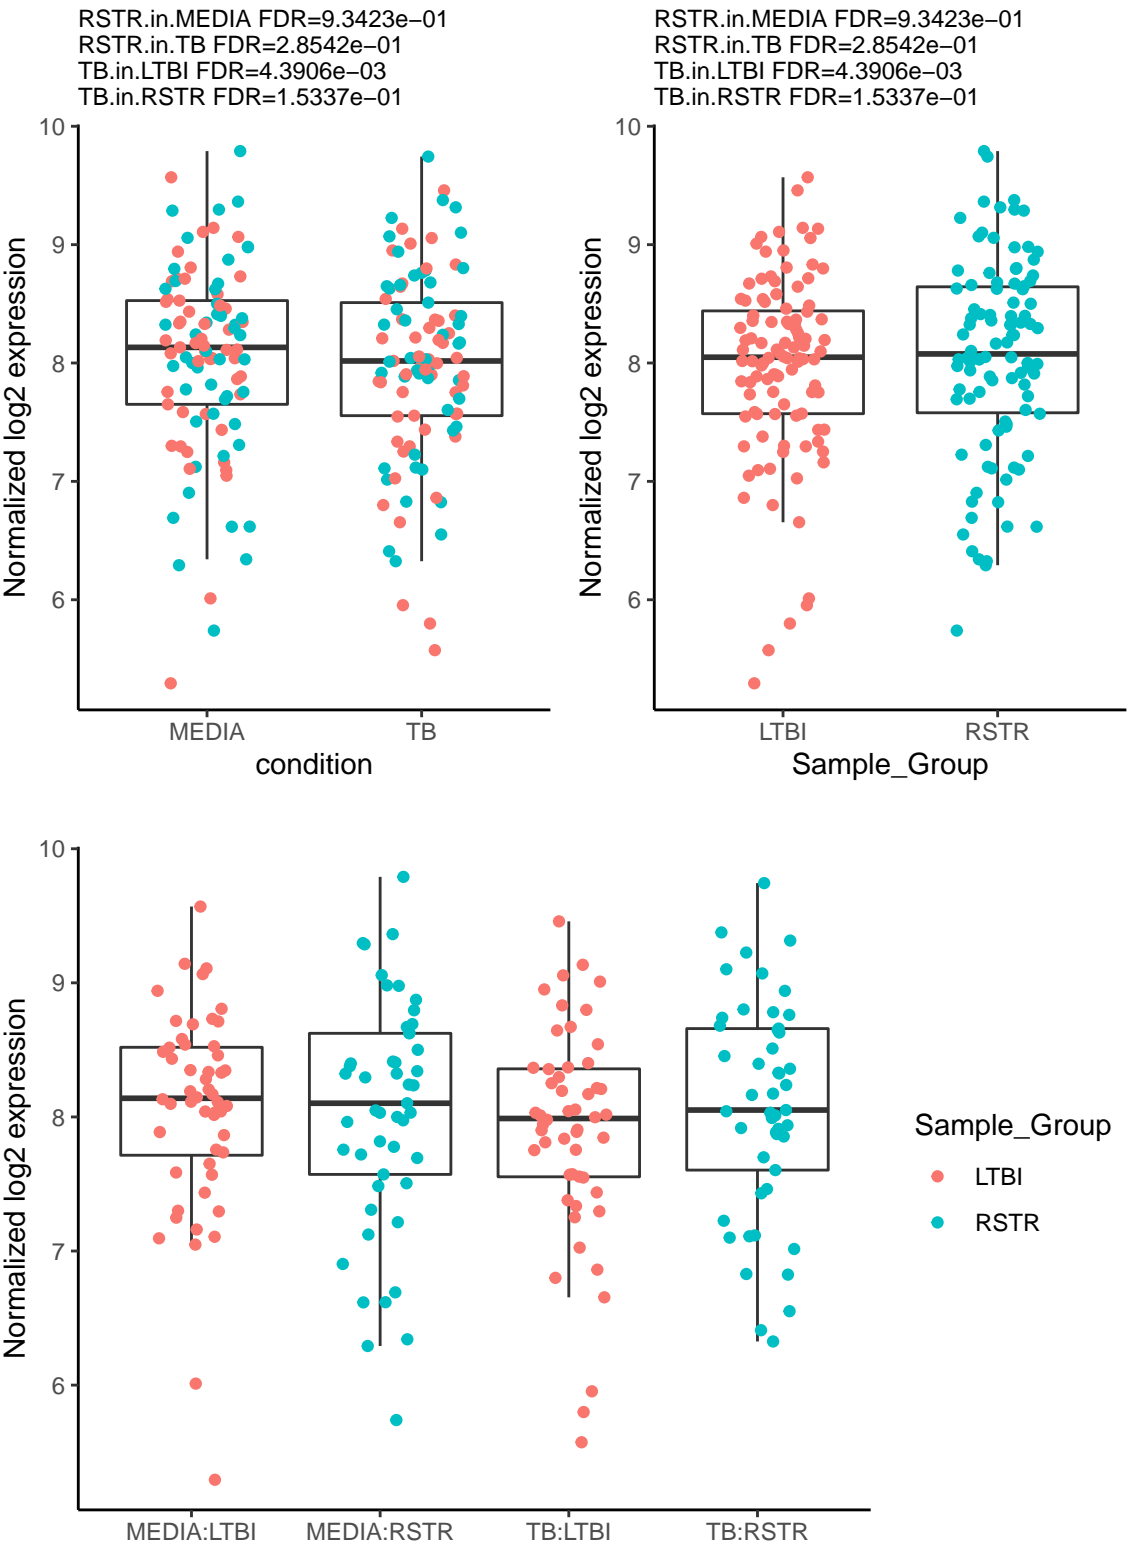 RSTR.in.MEDIA FDR=9.3423e−01
RSTR.in.TB FDR=2.8542e−01
TB.in.LTBI FDR=4.3906e−03
TB.in.RSTR FDR=1.5337e−01
10
9
8
7
6
Normalized log2 expression
MEDIA TB
condition
RSTR.in.MEDIA FDR=9.3423e−01
RSTR.in.TB FDR=2.8542e−01
TB.in.LTBI FDR=4.3906e−03
TB.in.RSTR FDR=1.5337e−01
10
9
8
7
6
Normalized log2 expression
LTBI RSTR
Sample_Group
10
9
8
7
6
Normalized log2 expression
MEDIA:LTBI MEDIA:RSTR TB:LTBI TB:RSTR
Sample_Group
LTBI
RSTR